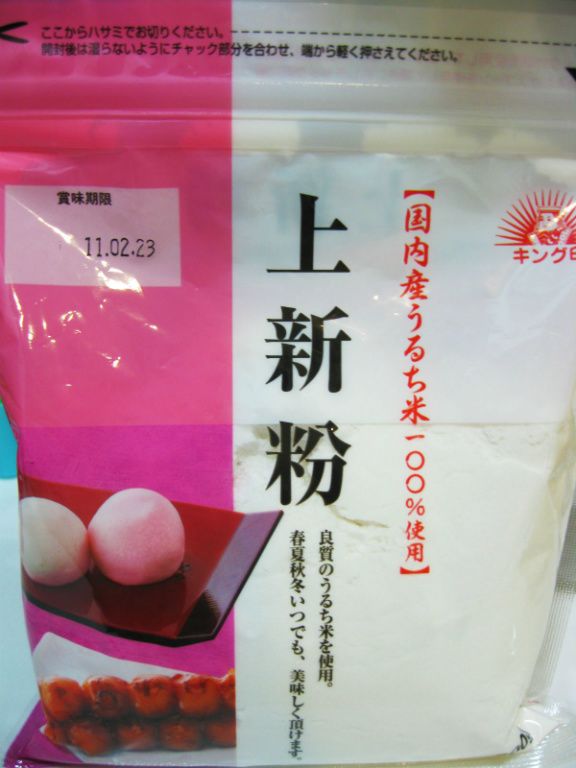 ここからハサミでお切りください。
開封後は湿らないようにチャック部分を合わせ、端から軽く押さえてください。
賞味期限
11.02.23
キング印
【国内産うるち米一〇〇%使用】
上新粉
良質のうるち米を使用。
春夏秋冬いつでも、美味しく頂けます。